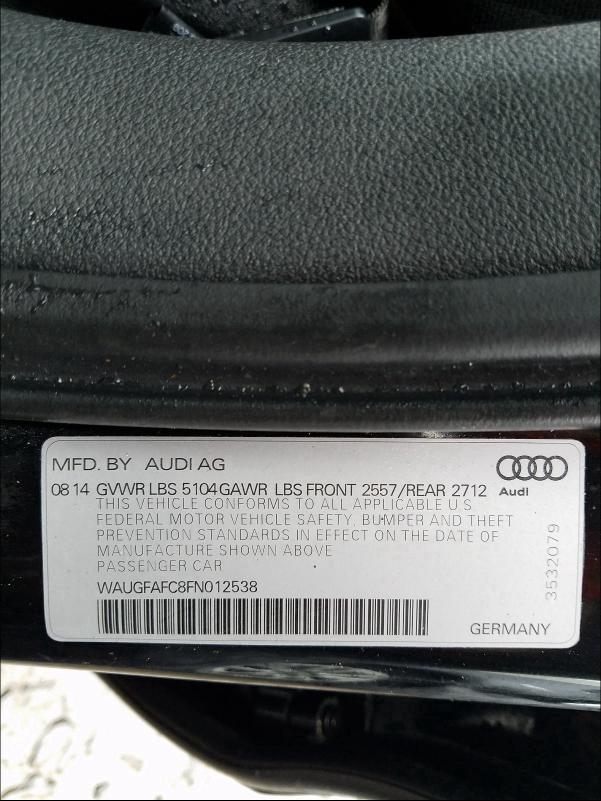 MFD. BY AUDI AG
08 14 GVWR LBS 5104 GAWR LBS FRONT 2557/REAR 2712
Audi
THIS VEHICLE CONFORMS TO ALL APPLICABLE U S
FEDERAL MOTOR VEHICLE SAFETY, BUMPER AND THEFT
PREVENTION STANDARDS IN EFFECT ON THE DATE OF
MANUFACTURE SHOWN ABOVE
PASSENGER CAR
WAUGFAFC8FN012538
3532079
GERMANY